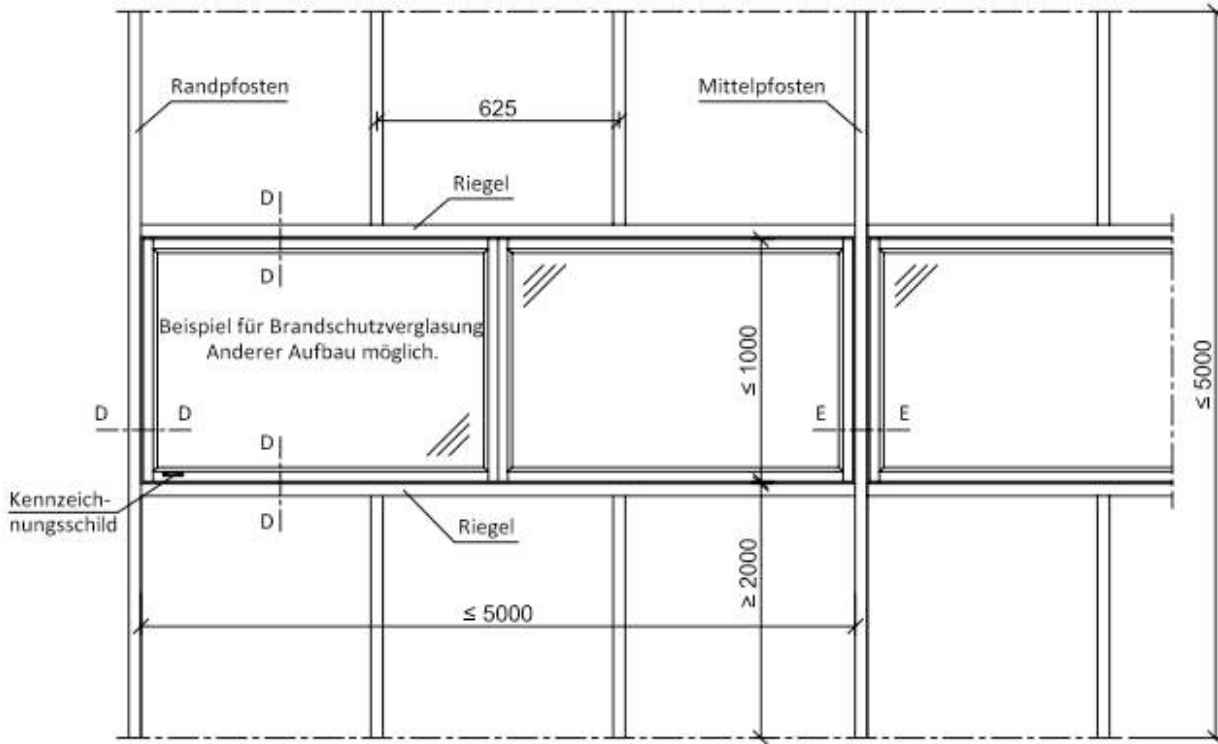 Randpfosten
Mittelpfosten
625
Riegel
D
D
Beispiel für Brandschutzverglasung
Anderer Aufbau möglich.
≤ 1000
≤ 5000
D
D
D
E
E
Kennzeich-
nungsschild
D
Riegel
≥ 2000
≤ 5000